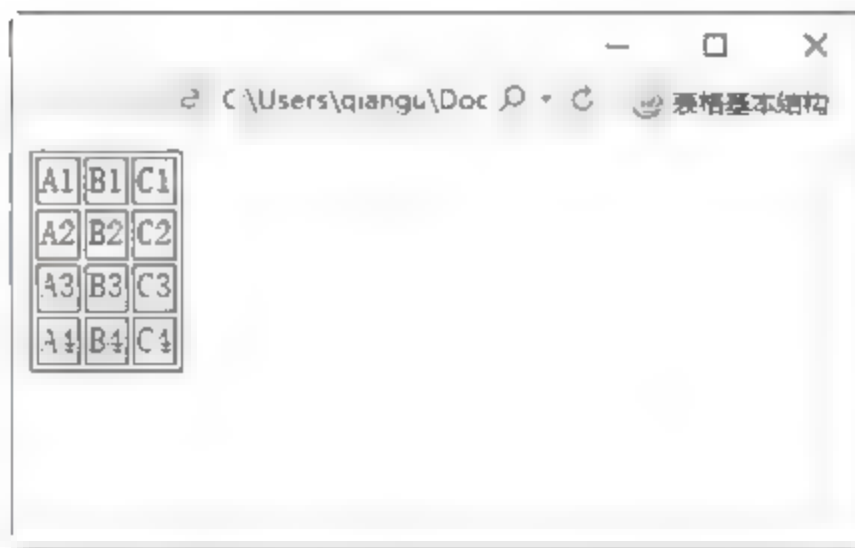 C:\Users\qiangu\Doc 表格基本结构
A1 B1 C1
A2 B2 C2
A3 B3 C3
A4 B4 C4